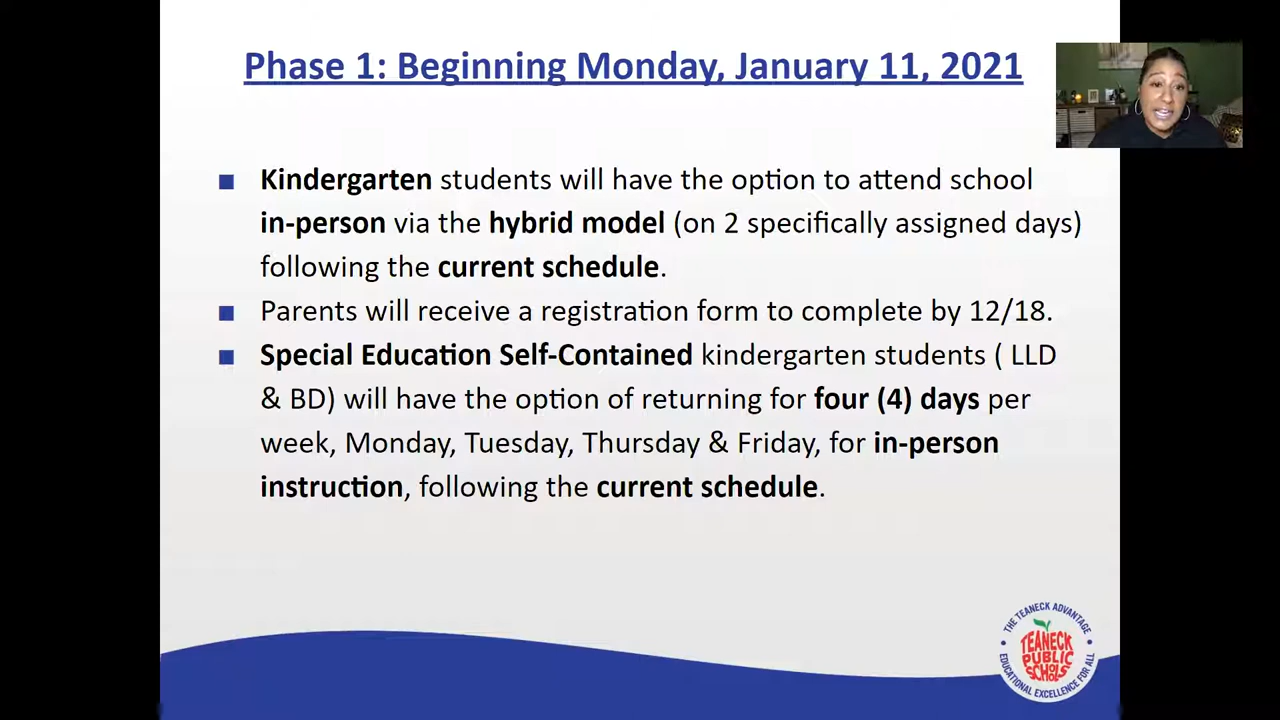 Phase 1: Beginning Monday, January 11, 2021
Kindergarten students will have the option to attend school
in-person via the hybrid model (on 2 specifically assigned days)
following the current schedule.
Parents will receive a registration form to complete by 12/18.
Special Education Self-Contained kindergarten students ( LLD
& BD) will have the option of returning for four (4) days per
week, Monday, Tuesday, Thursday & Friday, for in-person
instruction, following the current schedule.
THE TEANECK ADVANTAGE
TEANECK
PUBLIC
SCHOOLS
EDUCATIONAL EXCELLENCE FOR ALL